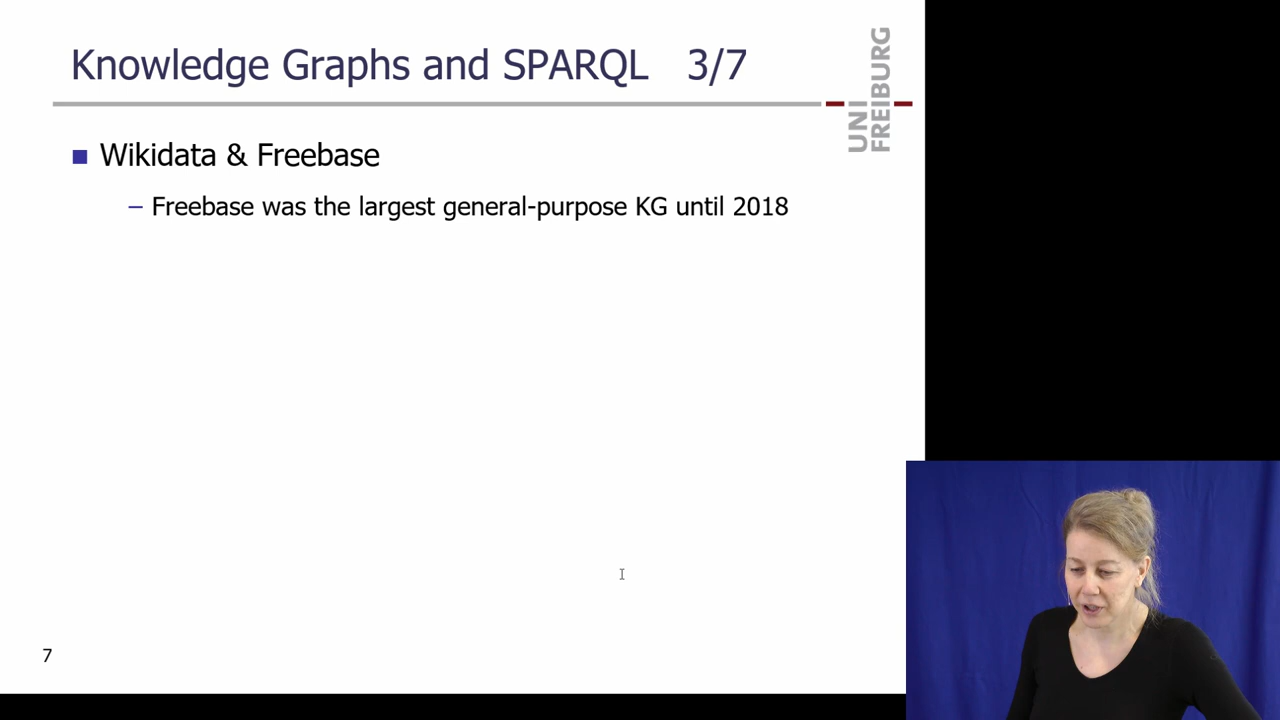 Knowledge Graphs and SPARQL 3/7
UNI
FREIBURG
Wikidata & Freebase
– Freebase was the largest general-purpose KG until 2018
7